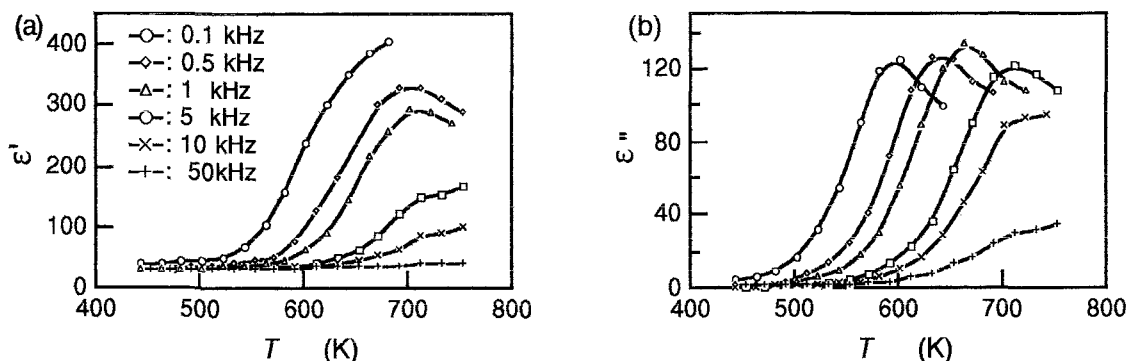 (a)
400
300
200
100
0
ε'
–○–: 0.1 kHz
–◇–: 0.5 kHz
–△–: 1 kHz
–○–: 5 kHz
–×–: 10 kHz
–+–: 50kHz
400 500 600 700 800
T (K)
(b)
120
80
40
0
ε"
400 500 600 700 800
T (K)